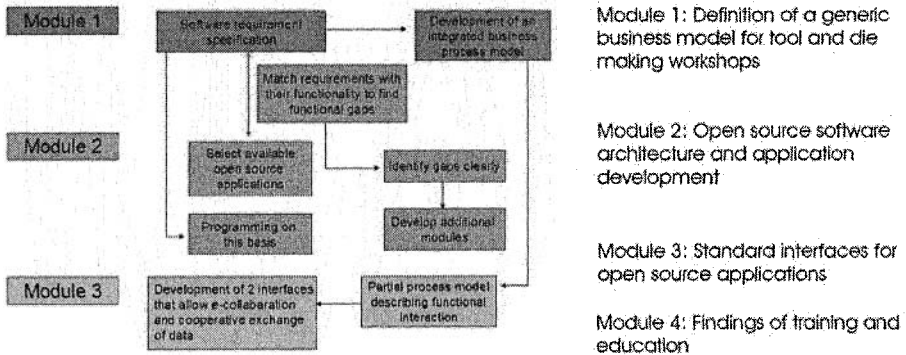 Module 1
Software requirement
specification
Development of an
integrated business
process model
Match requirements with
their functionality to find
functional gaps
Module 2
Select available
open source
applications
Identify gaps clearly
Programming on
this basis
Develop additional
modules
Module 3
Development of 2 interfaces
that allow e-collabaration
and cooperative exchange
of data
Partial process model
describing functional
interaction
Module 1: Definition of a generic
business model for tool and die
making workshops
Module 2: Open source software
architecture and application
development
Module 3: Standard interfaces for
open source applications
Module 4: Findings of training and
education